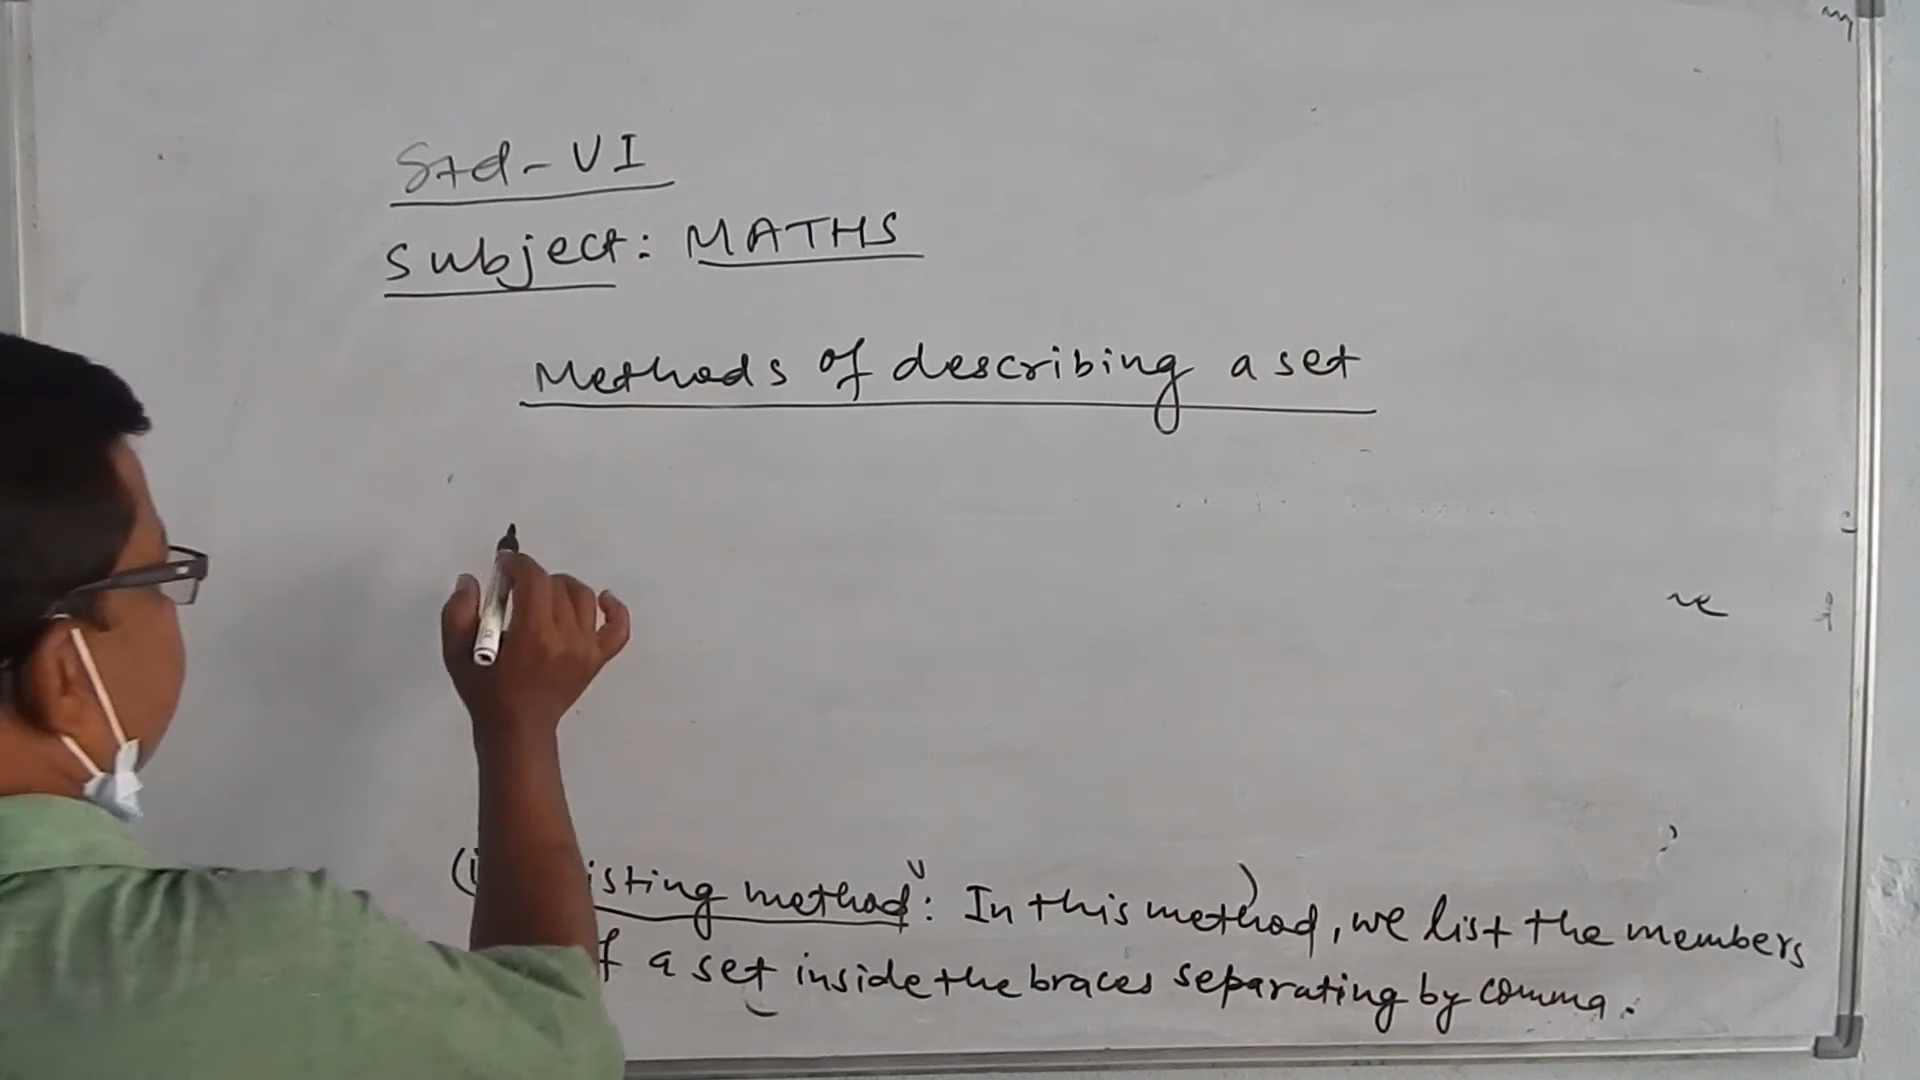 Std - VI
Subject: MATHS
Methods of describing a set
isting method: In this method, we list the members
a set inside the braces separating by comma.